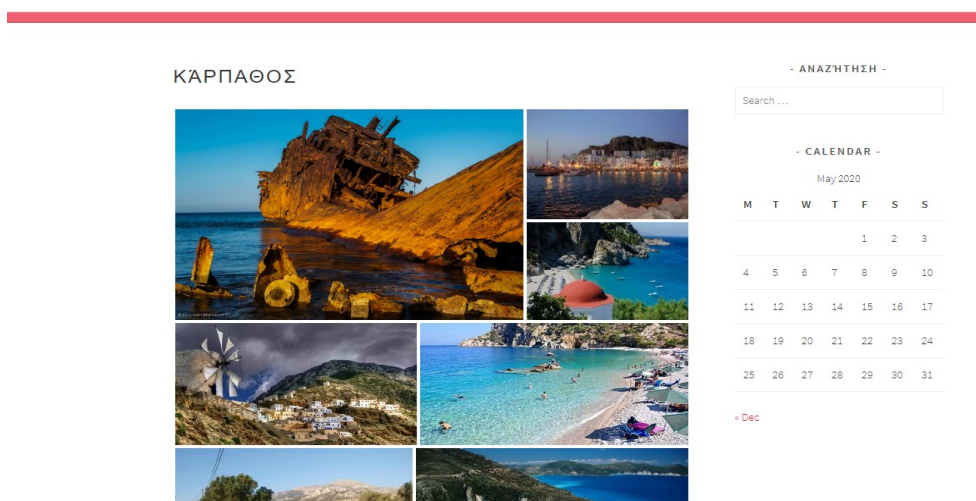 ΚΆΡΠΑΘΟΣ
- ΑΝΑΖΉΤΗΣΗ -
Search ...
- CALENDAR -
May 2020
M T W T F S S
1 2 3
4 5 6 7 8 9 10
11 12 13 14 15 16 17
18 19 20 21 22 23 24
25 26 27 28 29 30 31
« Dec